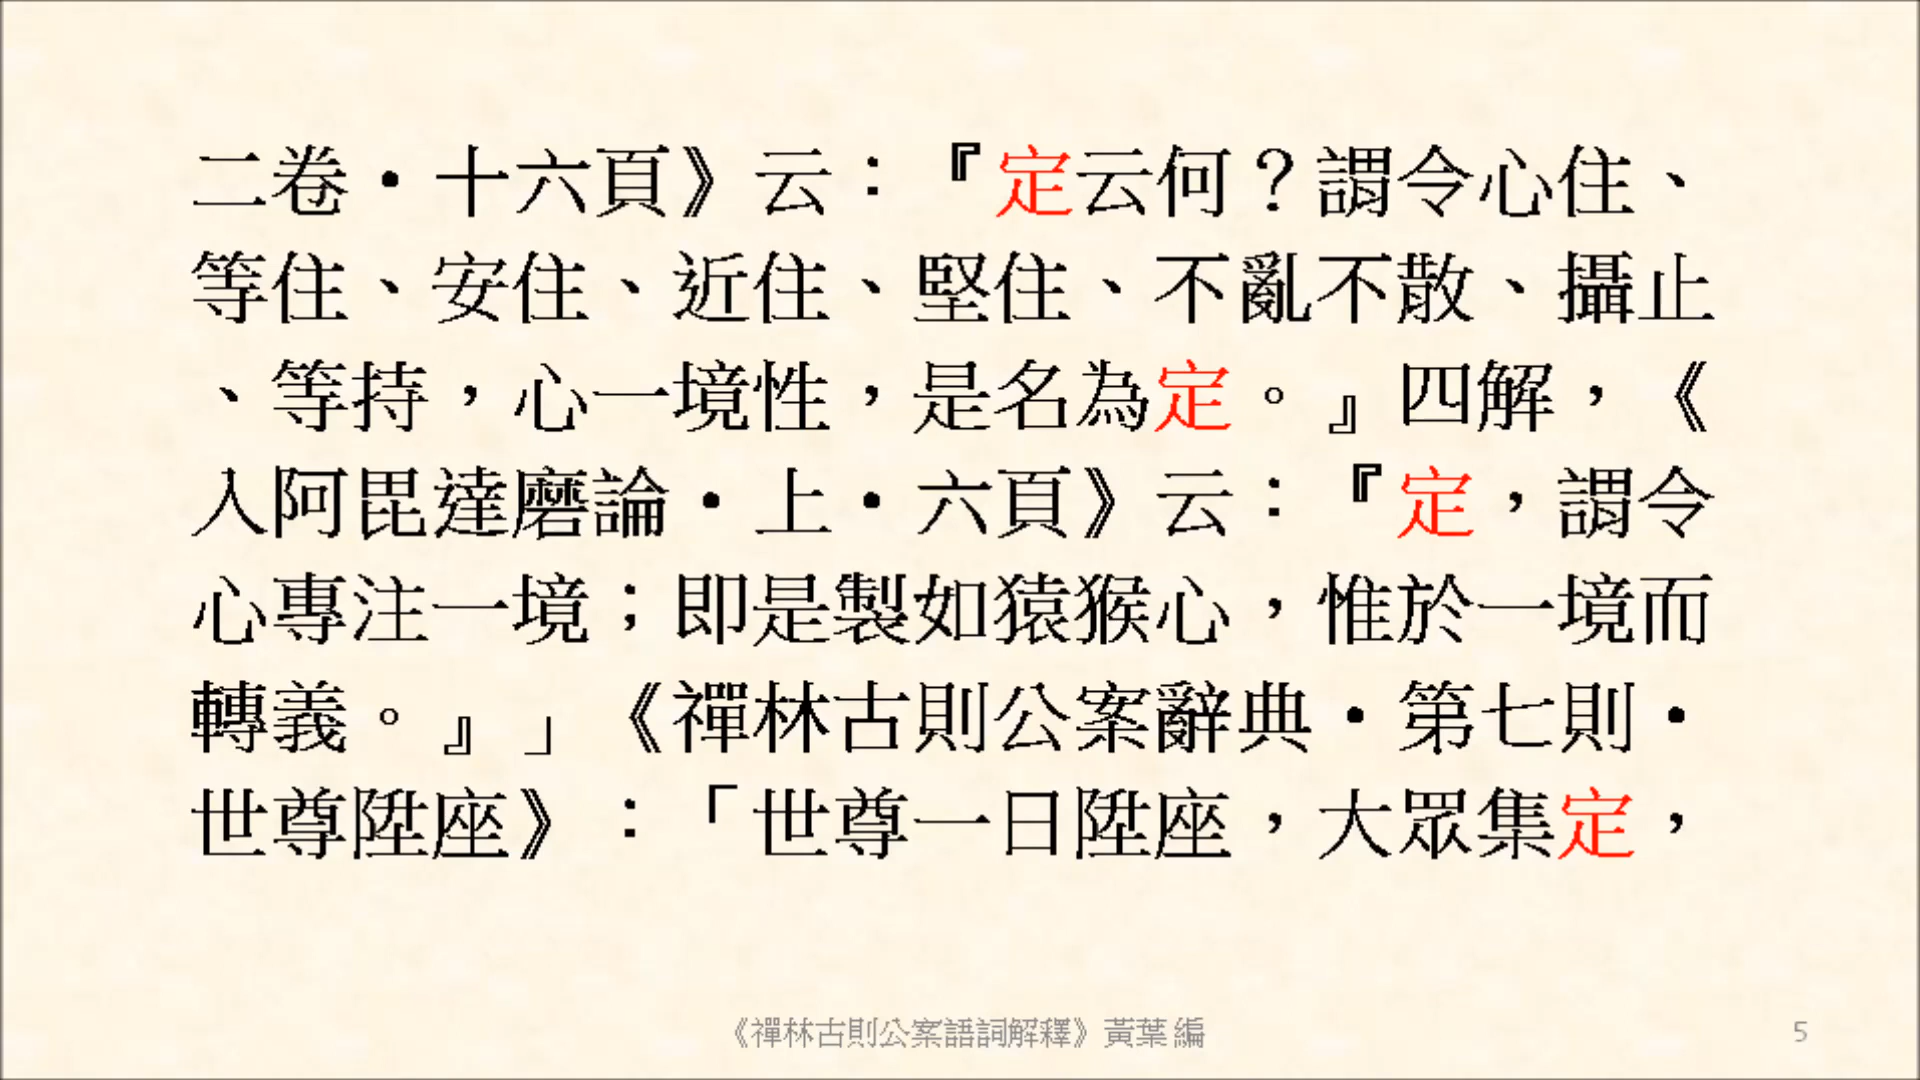 二卷‧十六頁》云：『定云何？謂令心住、
等住、安住、近住、堅住、不亂不散、攝止
、等持，心一境性，是名為定。』四解，《
入阿毘達磨論‧上‧六頁》云：『定，謂令
心專注一境；即是製如猿猴心，惟於一境而
轉義。』」《禪林古則公案辭典‧第七則‧
世尊陞座》：「世尊一日陞座，大眾集定，
《禪林古則公案語詞解釋》黃葉編
5